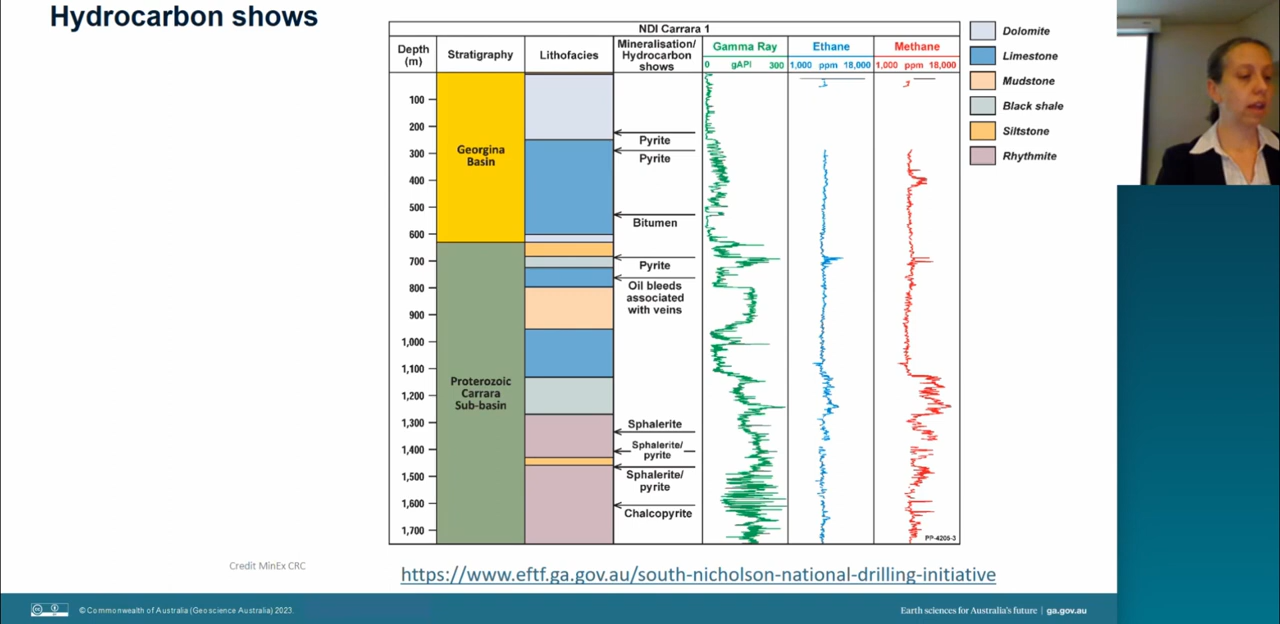 Hydrocarbon shows
NDI Carrara 1
Depth
(m)
Stratigraphy
Lithofacies
Mineralisation/
Hydrocarbon
shows
Gamma Ray
0 gAPI 300
Ethane
1,000 ppm 18,000
Methane
1,000 ppm 18,000
100
200
300
400
500
600
700
800
900
1,000
1,100
1,200
1,300
1,400
1,500
1,600
1,700
Georgina
Basin
Proterozoic
Carrara
Sub-basin
Pyrite
Pyrite
Bitumen
Pyrite
Oil bleeds
associated
with veins
Sphalerite
Sphalerite/
pyrite
Sphalerite/
pyrite
Chalcopyrite
PP-4205-3
Dolomite
Limestone
Mudstone
Black shale
Siltstone
Rhythmite
Credit MinEx CRC
https://www.eftf.ga.gov.au/south-nicholson-national-drilling-initiative
© Commonwealth of Australia (Geoscience Australia) 2023.
Earth sciences for Australia's future | ga.gov.au